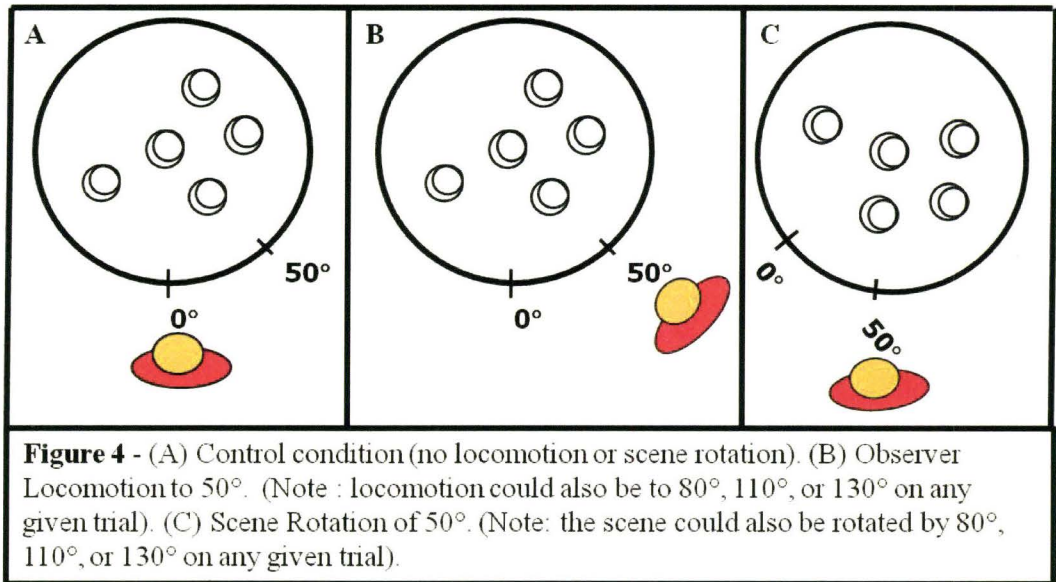 A
B
C
50°
0°
50°
0°
0°
50°
Figure 4 - (A) Control condition (no locomotion or scene rotation). (B) Observer
Locomotion to 50°. (Note : locomotion could also be to 80°, 110°, or 130° on any
given trial). (C) Scene Rotation of 50°. (Note: the scene could also be rotated by 80°,
110°, or 130° on any given trial).